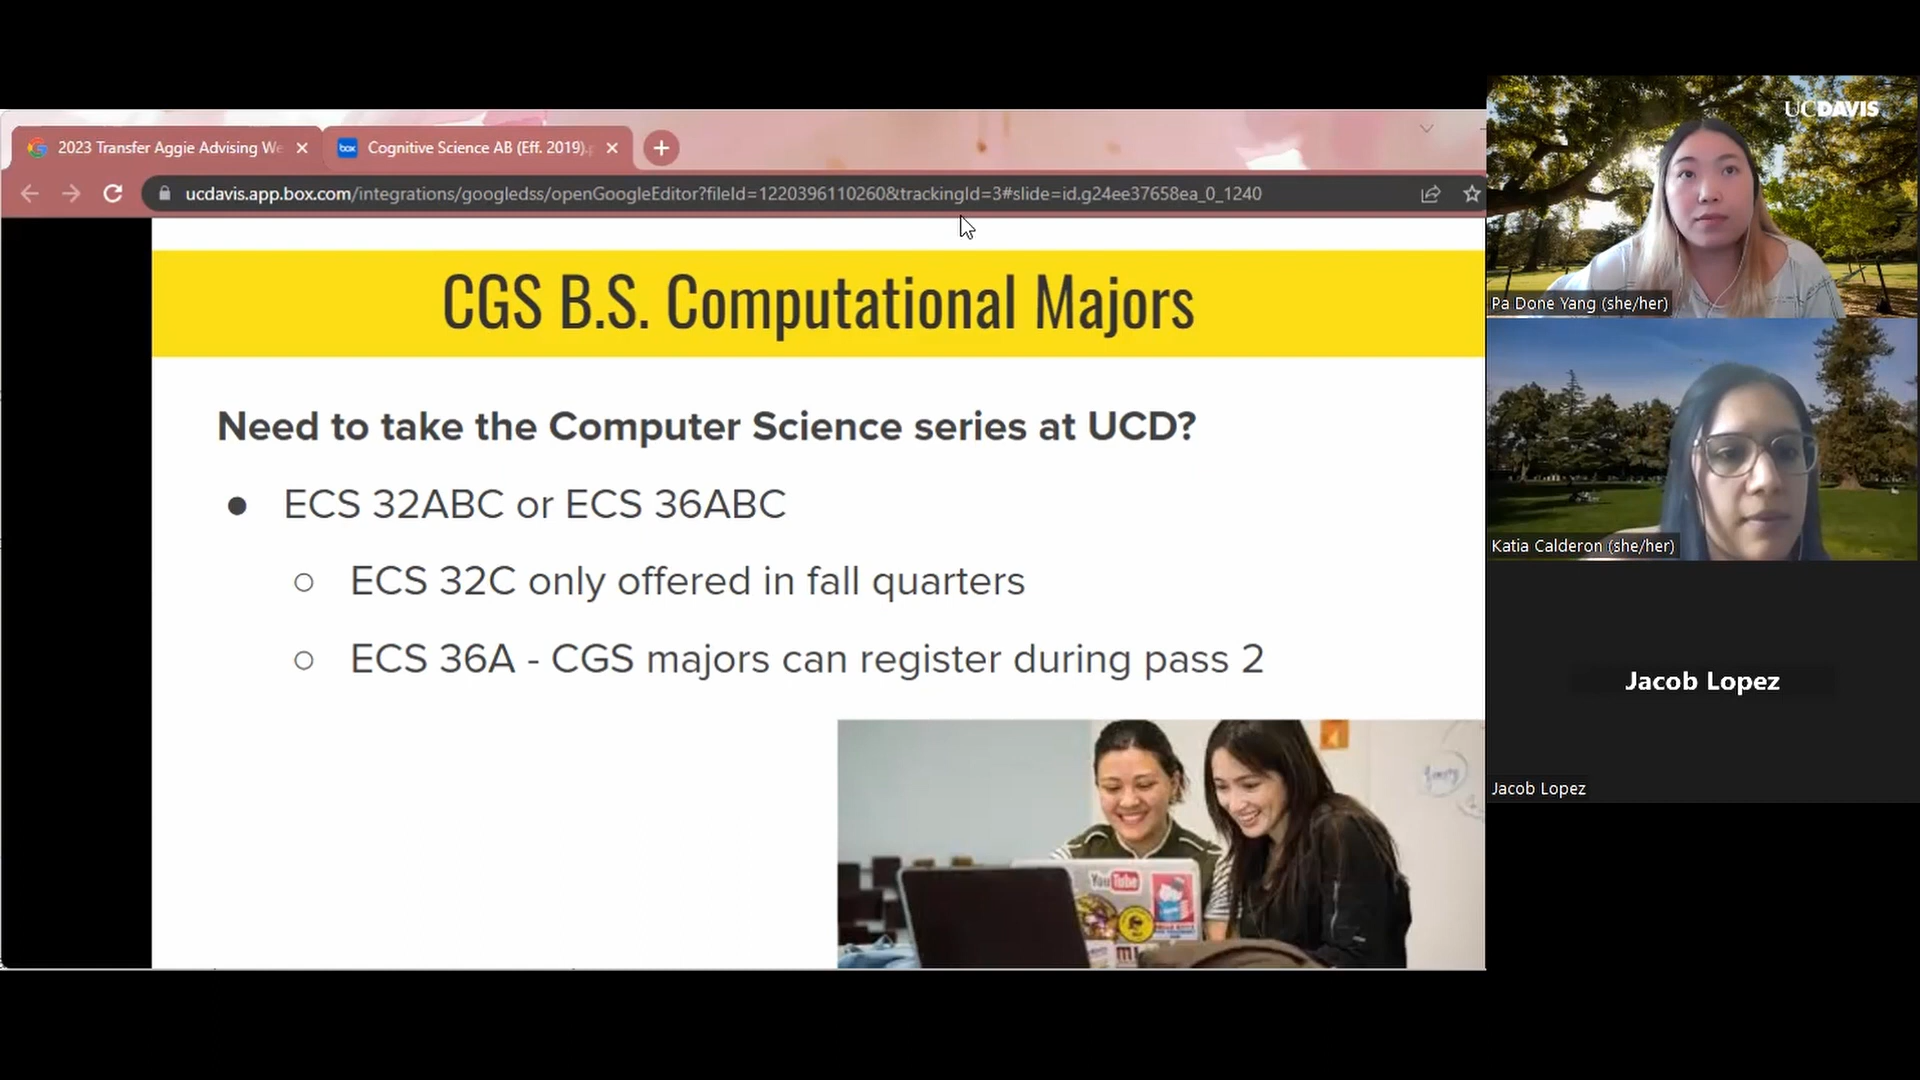 2023 Transfer Aggie Advising We
Cognitive Science AB (Eff. 2019).
ucdavis.app.box.com/integrations/googledss/openGoogleEditor?fileId=1220396110260&trackingId=3#slide=id.g24ee37658ea_0_1240
CGS B.S. Computational Majors
Need to take the Computer Science series at UCD?
● ECS 32ABC or ECS 36ABC
○ ECS 32C only offered in fall quarters
○ ECS 36A - CGS majors can register during pass 2
YouTube
UCDAVIS
Pa Done Yang (she/her)
Katia Calderon (she/her)
Jacob Lopez
Jacob Lopez